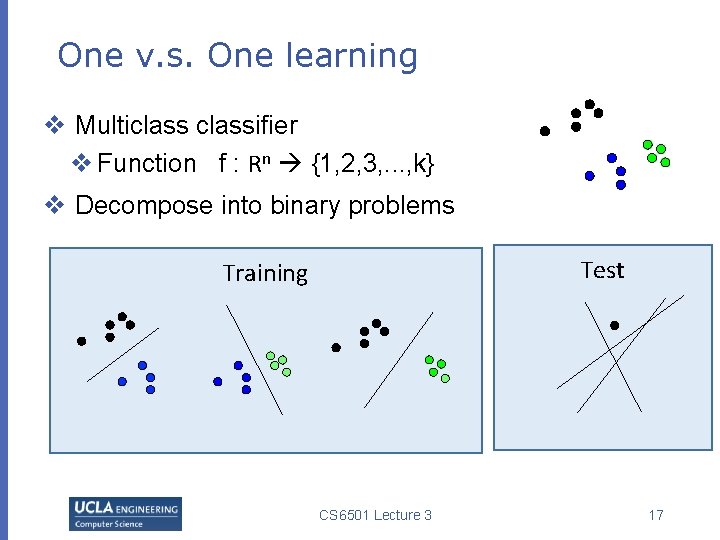 One v.s. One learning
❖ Multiclass classifier
❖ Function f : Rⁿ → {1,2,3,...,k}
❖ Decompose into binary problems
Training
Test
UCLA ENGINEERING
Computer Science
CS6501 Lecture 3
17